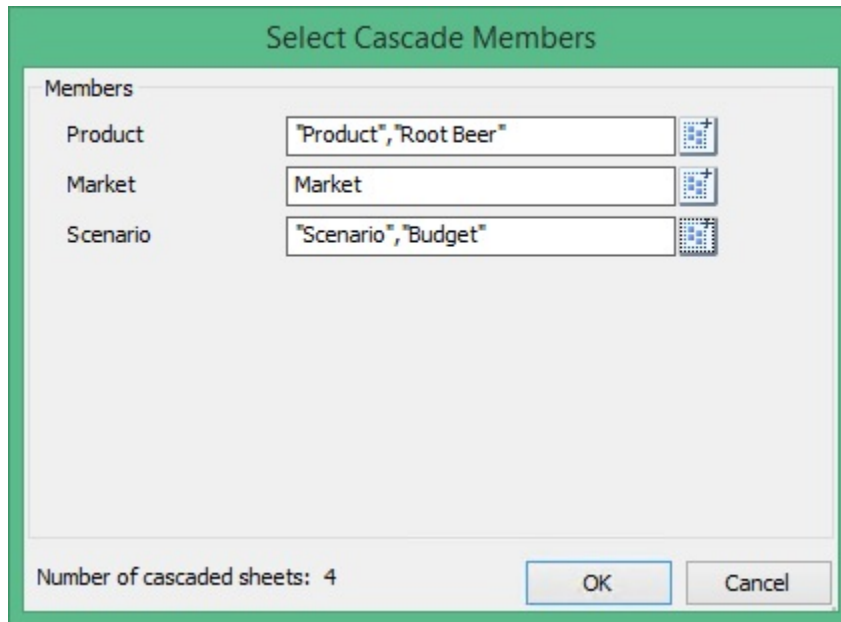 Select Cascade Members
Members
Product "Product","Root Beer"
Market Market
Scenario "Scenario","Budget"
Number of cascaded sheets: 4 OK Cancel